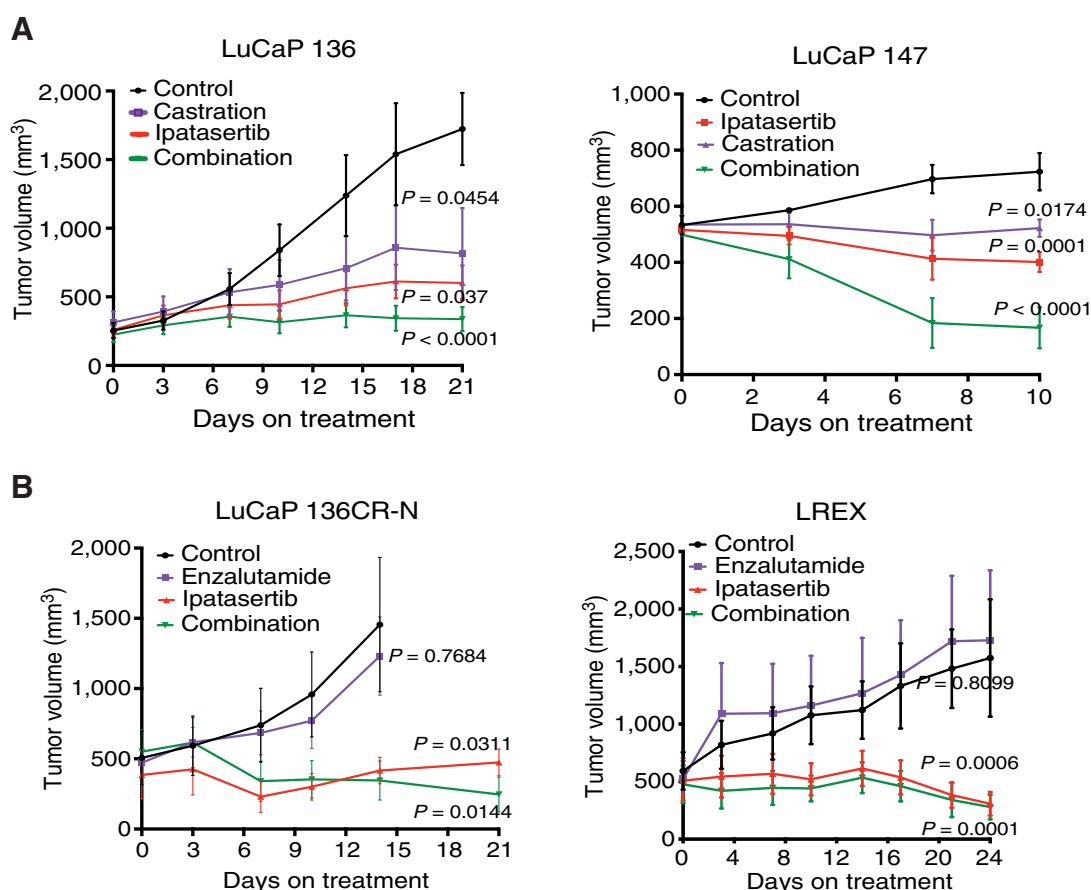 A
LuCaP 136
Tumor volume (mm³)
2,000
1,500
1,000
500
0
Control
Castration
Ipatasertib
Combination
P = 0.0454
P = 0.037
P < 0.0001
0 3 6 9 12 15 18 21
Days on treatment
LuCaP 147
Tumor volume (mm³)
1,000
800
600
400
200
0
Control
Ipatasertib
Castration
Combination
P = 0.0174
P = 0.0001
P < 0.0001
0 2 4 6 8 10
Days on treatment
B
LuCaP 136CR-N
Tumor volume (mm³)
2,000
1,500
1,000
500
0
Control
Enzalutamide
Ipatasertib
Combination
P = 0.7684
P = 0.0311
P = 0.0144
0 3 6 9 12 15 18 21
Days on treatment
LREX
Tumor volume (mm³)
2,500
2,000
1,500
1,000
500
0
Control
Enzalutamide
Ipatasertib
Combination
P = 0.8099
P = 0.0006
P = 0.0001
0 4 8 12 16 20 24
Days on treatment